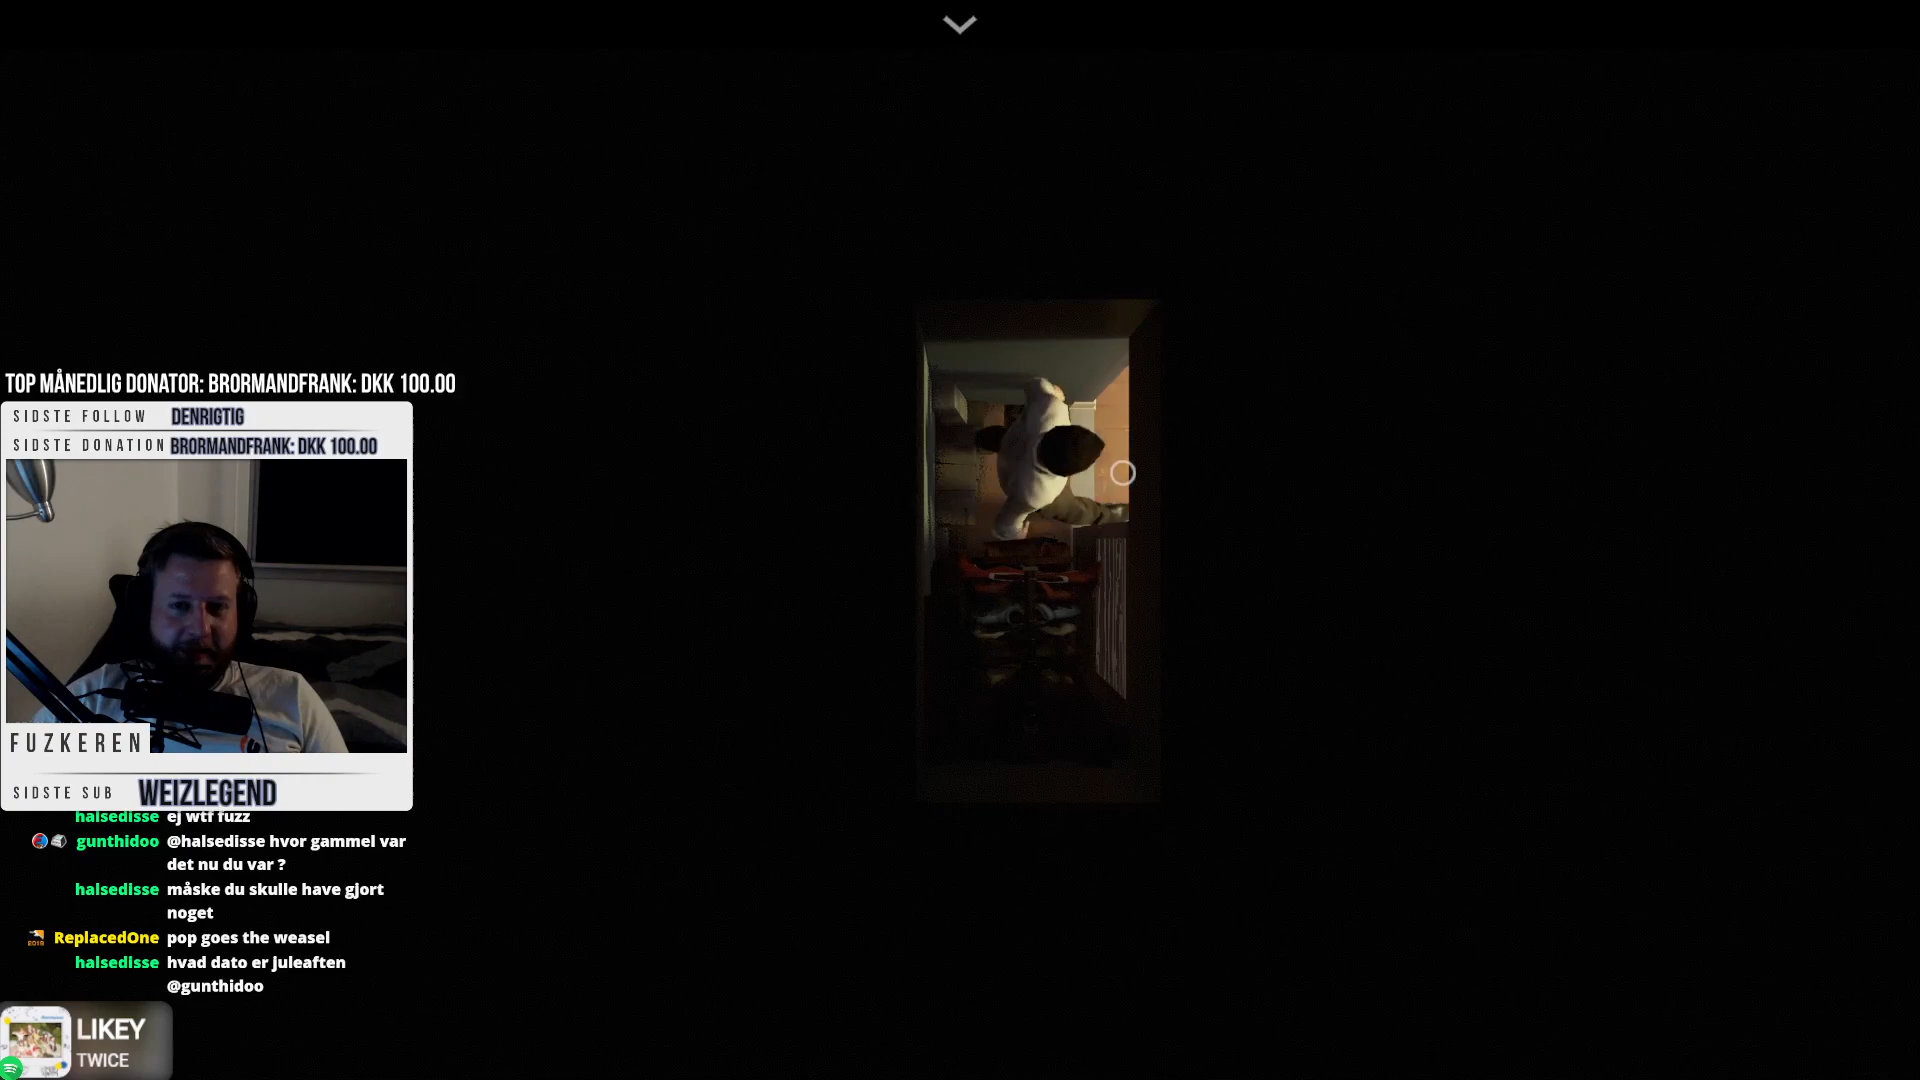 TOP MÅNEDLIG DONATOR: BRORMANDFRANK: DKK 100.00
SIDSTE FOLLOW DENRIGTIG
SIDSTE DONATION BRORMANDFRANK: DKK 100.00
FUZKEREN
SIDSTE SUB WEIZLEGEND
halsedisse ej wtf fuzz
gunthidoo @halsedisse hvor gammel var
det nu du var ?
halsedisse måske du skulle have gjort
noget
ReplacedOne pop goes the weasel
halsedisse hvad dato er juleaften
@gunthidoo
LIKEY
TWICE